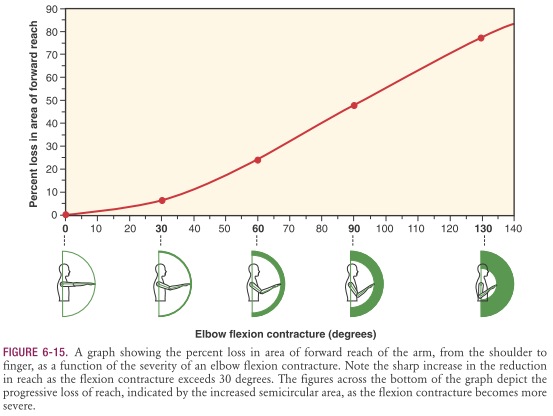 Percent loss in area of forward reach
90
80
70
60
50
40
30
20
10
0
0 10 20 30 40 50 60 70 80 90 100 110 120 130 140
0 30 60 90 130
Elbow flexion contracture (degrees)
FIGURE 6-15. A graph showing the percent loss in area of forward reach of the arm, from the shoulder to
finger, as a function of the severity of an elbow flexion contracture. Note the sharp increase in the reduction
in reach as the flexion contracture exceeds 30 degrees. The figures across the bottom of the graph depict the
progressive loss of reach, indicated by the increased semicircular area, as the flexion contracture becomes more
severe.